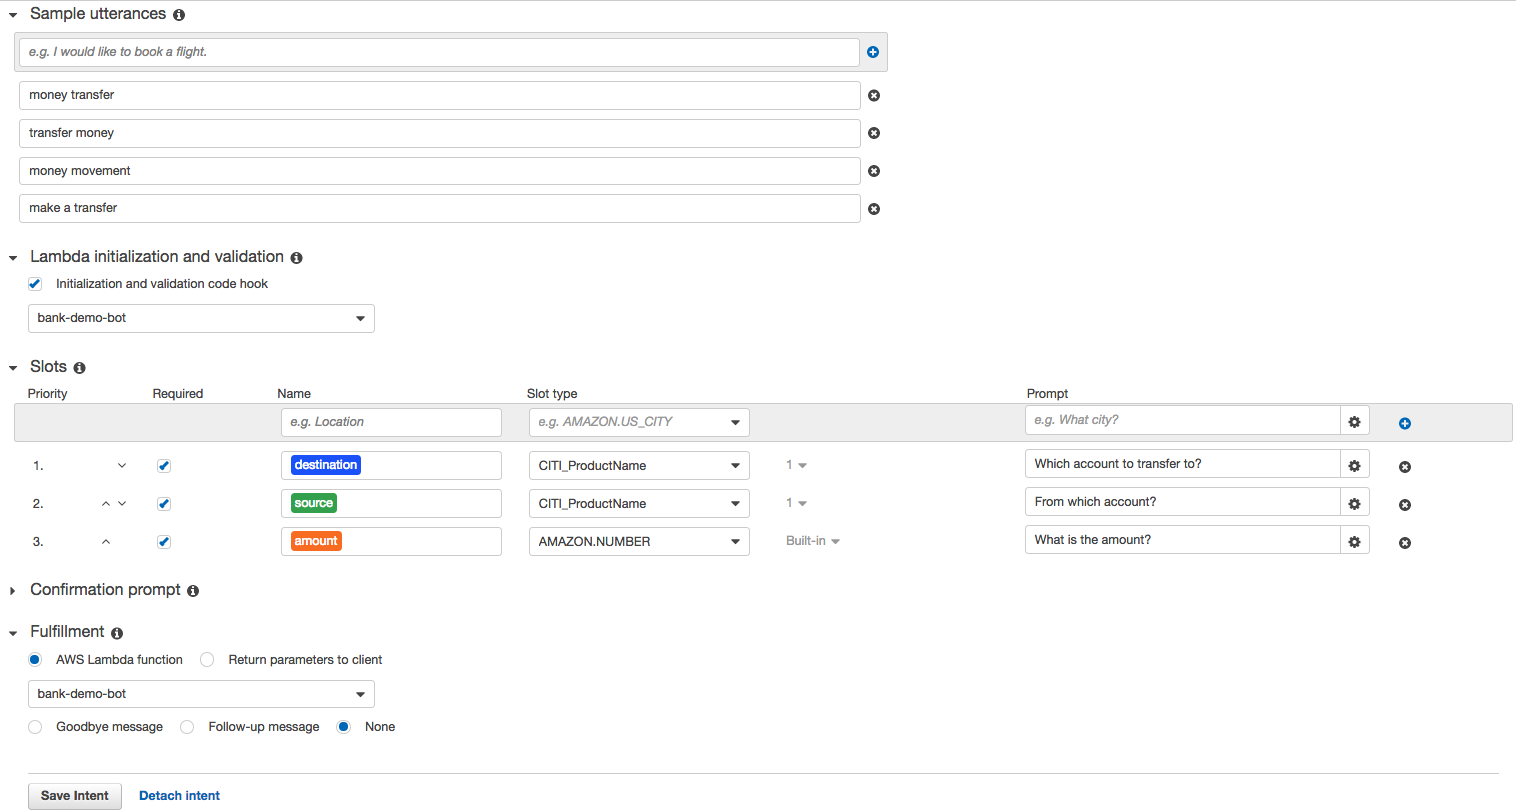 Sample utterances
e.g. I would like to book a flight.
money transfer
transfer money
money movement
make a transfer
Lambda initialization and validation
Initialization and validation code hook
bank-demo-bot
Slots
Priority Required Name Slot type Prompt
e.g. Location e.g. AMAZON.US_CITY e.g. What city?
1. destination CITI_ProductName 1 Which account to transfer to?
2. source CITI_ProductName 1 From which account?
3. amount AMAZON.NUMBER Built-in What is the amount?
Confirmation prompt
Fulfillment
AWS Lambda function Return parameters to client
bank-demo-bot
Goodbye message Follow-up message None
Save Intent Detach intent